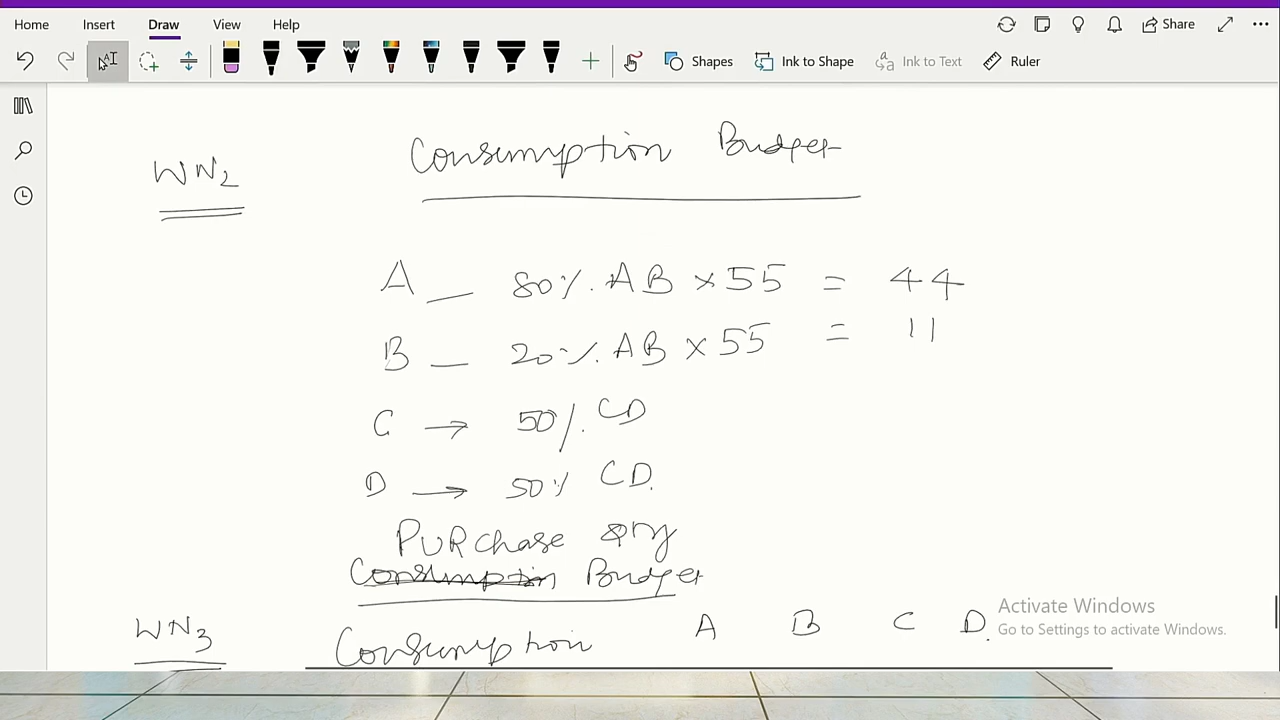 Home Insert Draw View Help Share
Shapes Ink to Shape Ink to Text Ruler
Consumption Budget
WN2
A — 80% AB × 55 = 44
B — 20% AB × 55 = 11
C → 50% CD
D → 50% CD.
PURchase Qty
Consumption Budget
Activate Windows
Go to Settings to activate Windows.
WN3 Consumption A B C D.